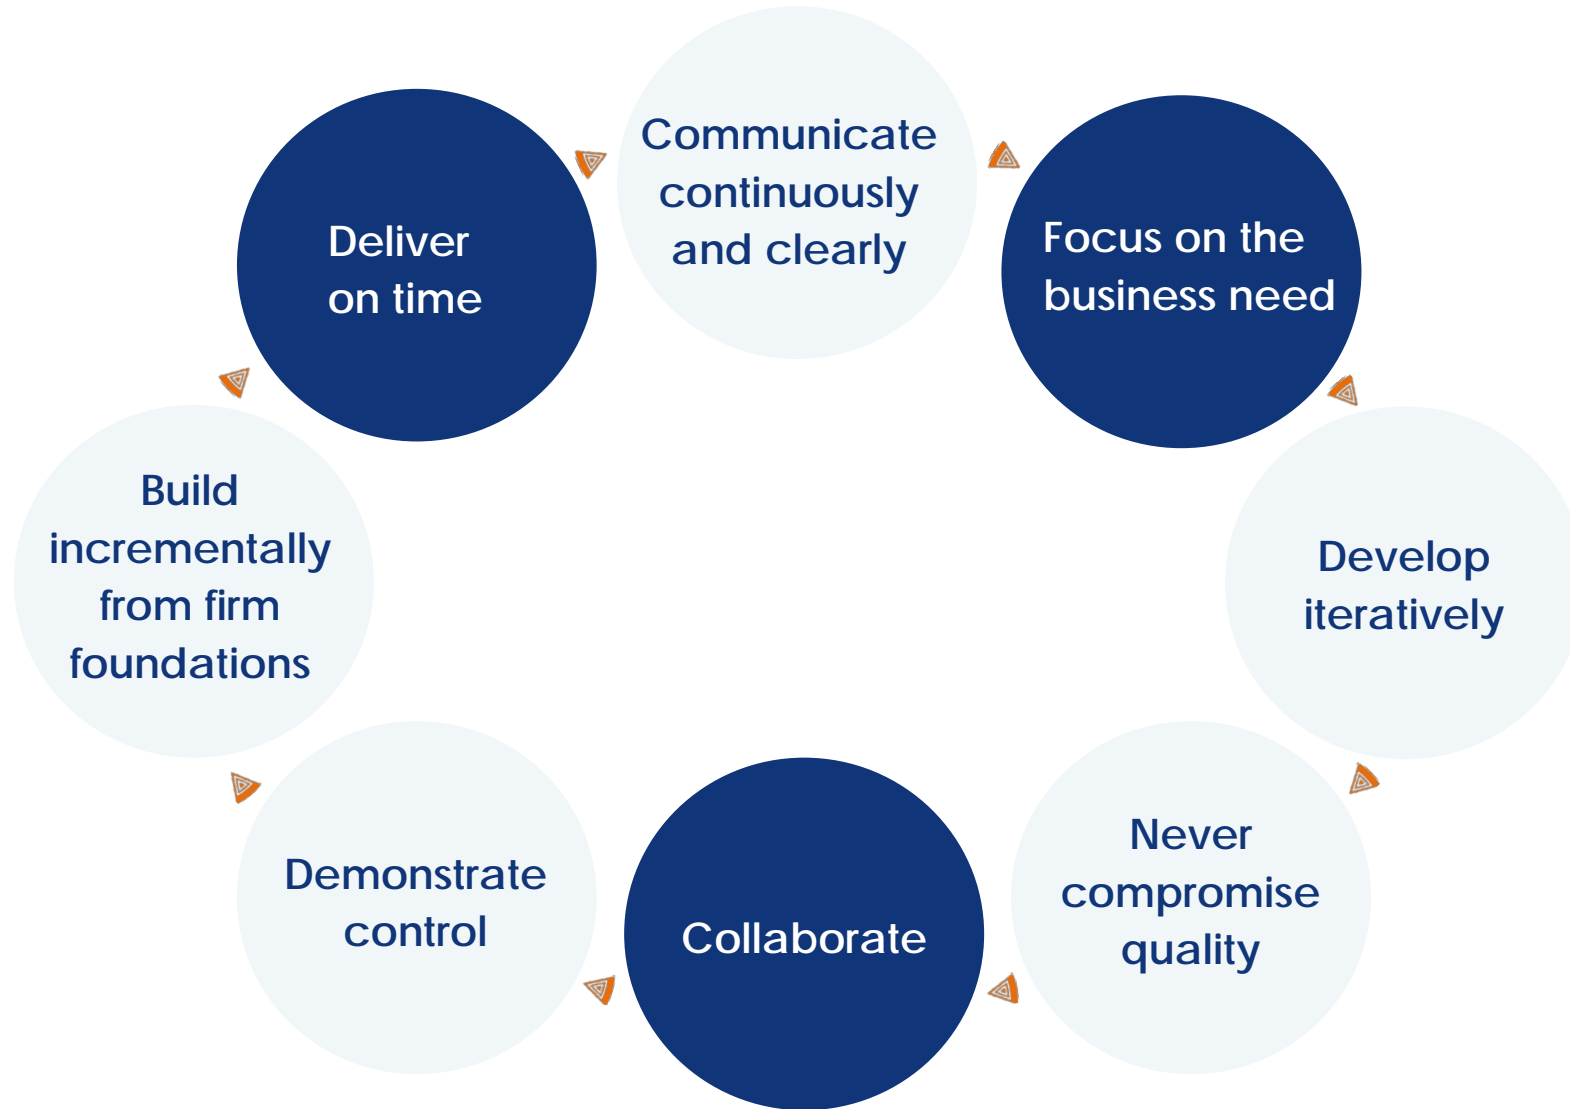 Communicate
continuously
and clearly
Focus on the
business need
Develop
iteratively
Never
compromise
quality
Collaborate
Demonstrate
control
Build
incrementally
from firm
foundations
Deliver
on time